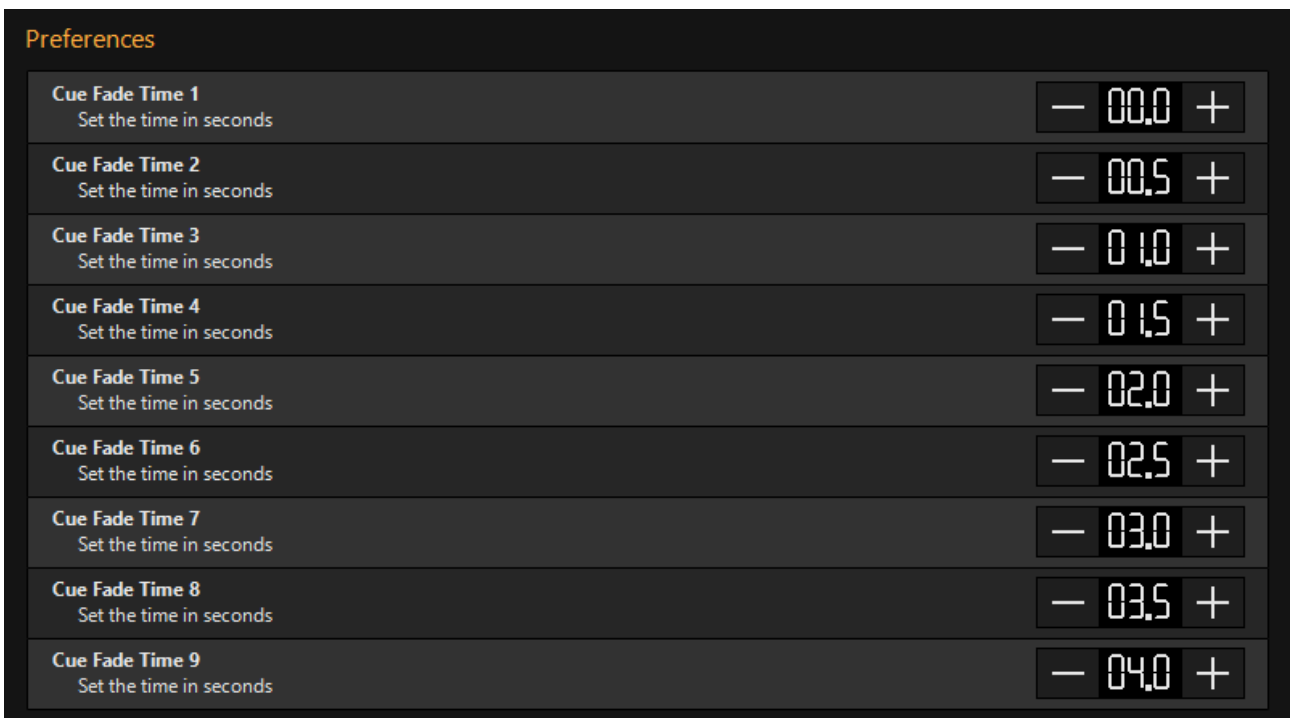 Preferences
Cue Fade Time 1
Set the time in seconds
— 00.0 +
Cue Fade Time 2
Set the time in seconds
— 00.5 +
Cue Fade Time 3
Set the time in seconds
— 01.0 +
Cue Fade Time 4
Set the time in seconds
— 01.5 +
Cue Fade Time 5
Set the time in seconds
— 02.0 +
Cue Fade Time 6
Set the time in seconds
— 02.5 +
Cue Fade Time 7
Set the time in seconds
— 03.0 +
Cue Fade Time 8
Set the time in seconds
— 03.5 +
Cue Fade Time 9
Set the time in seconds
— 04.0 +